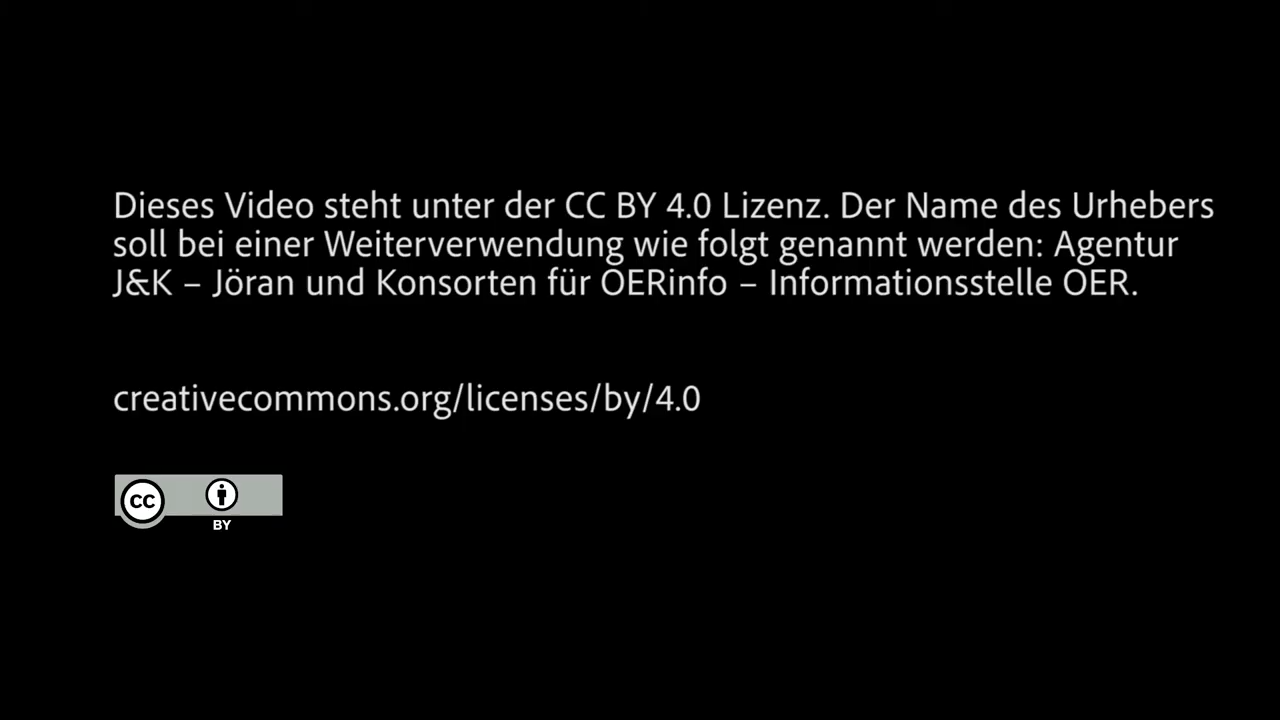 Dieses Video steht unter der CC BY 4.0 Lizenz. Der Name des Urhebers
soll bei einer Weiterverwendung wie folgt genannt werden: Agentur
J&K – Jöran und Konsorten für OERinfo – Informationsstelle OER.
creativecommons.org/licenses/by/4.0
CC
BY